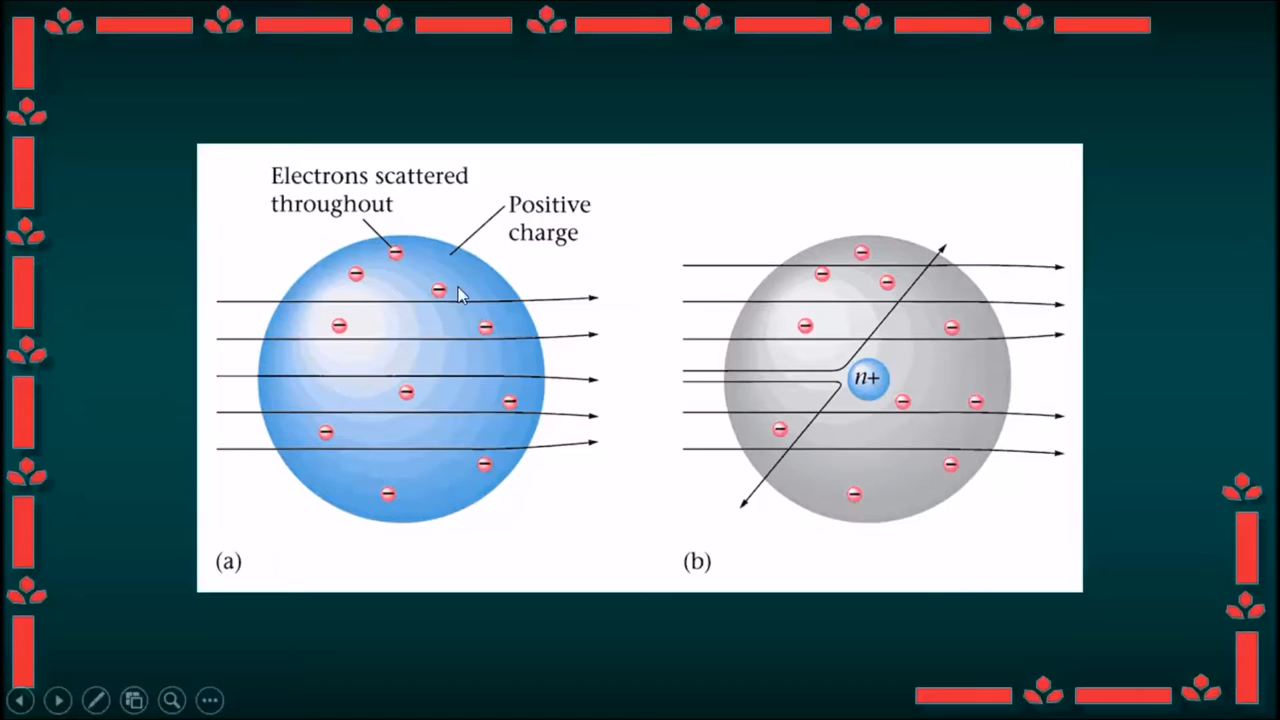 Electrons scattered
throughout
Positive
charge
n+
(a)
(b)